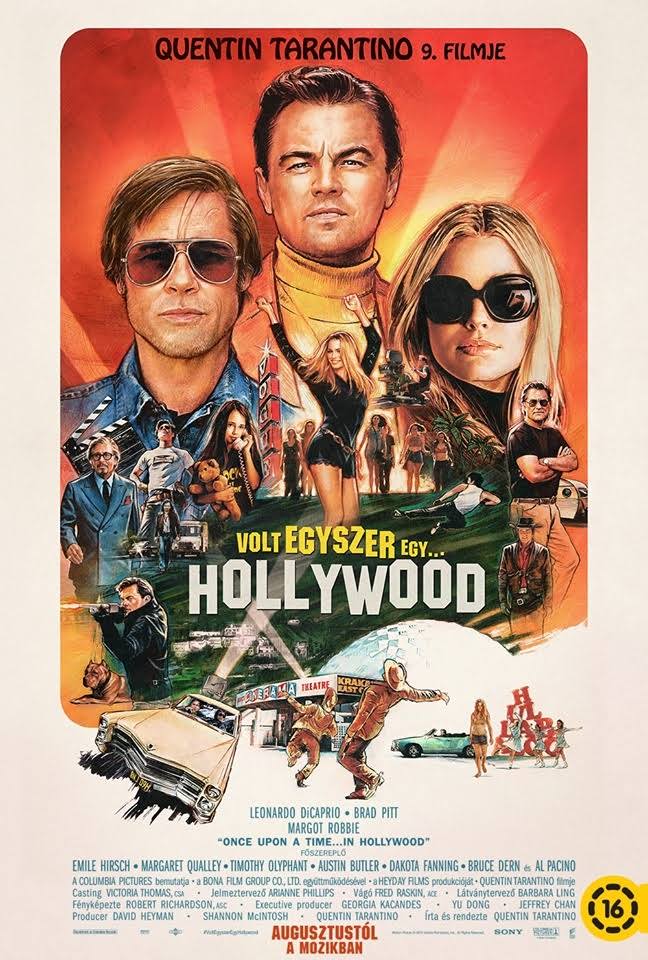 QUENTIN TARANTINO 9. FILMJE
VOLT EGYSZER EGY...
HOLLYWOOD
THEATRE
LEONARDO DiCAPRIO • BRAD PITT
MARGOT ROBBIE
"ONCE UPON A TIME...IN HOLLYWOOD"
FŐSZEREPLŐ
EMILE HIRSCH • MARGARET QUALLEY • TIMOTHY OLYPHANT • AUSTIN BUTLER • DAKOTA FANNING • BRUCE DERN és AL PACINO
A COLUMBIA PICTURES bemutatja • a BONA FILM GROUP CO., LTD. együttműködésével • a HEYDAY FILMS produkcióját • QUENTIN TARANTINO filmje
Casting VICTORIA THOMAS, CSA • Jelmeztervező ARIANNE PHILLIPS • Vágó FRED RASKIN, ACE • Látványtervező BARBARA LING
Fényképezte ROBERT RICHARDSON, ASC • Executive producer GEORGIA KACANDES • YU DONG • JEFFREY CHAN
Producer DAVID HEYMAN • SHANNON McINTOSH • QUENTIN TARANTINO • Írta és rendezte QUENTIN TARANTINO
#VoltEgyszerEgyHollywood
SONY
AUGUSZTUSTÓL
A MOZIKBAN
16